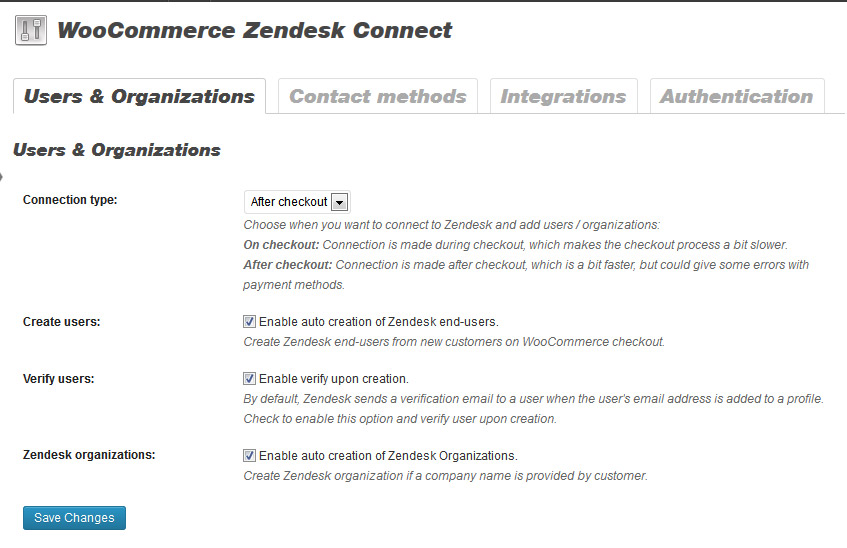 WooCommerce Zendesk Connect
Users & Organizations Contact methods Integrations Authentication
Users & Organizations
Connection type: After checkout
Choose when you want to connect to Zendesk and add users / organizations:
On checkout: Connection is made during checkout, which makes the checkout process a bit slower.
After checkout: Connection is made after checkout, which is a bit faster, but could give some errors with
payment methods.
Create users: Enable auto creation of Zendesk end-users.
Create Zendesk end-users from new customers on WooCommerce checkout.
Verify users: Enable verify upon creation.
By default, Zendesk sends a verification email to a user when the user's email address is added to a profile.
Check to enable this option and verify user upon creation.
Zendesk organizations: Enable auto creation of Zendesk Organizations.
Create Zendesk organization if a company name is provided by customer.
Save Changes